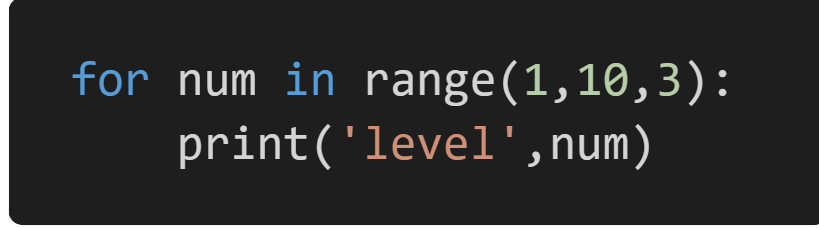 for num in range(1,10,3):
    print('level',num)